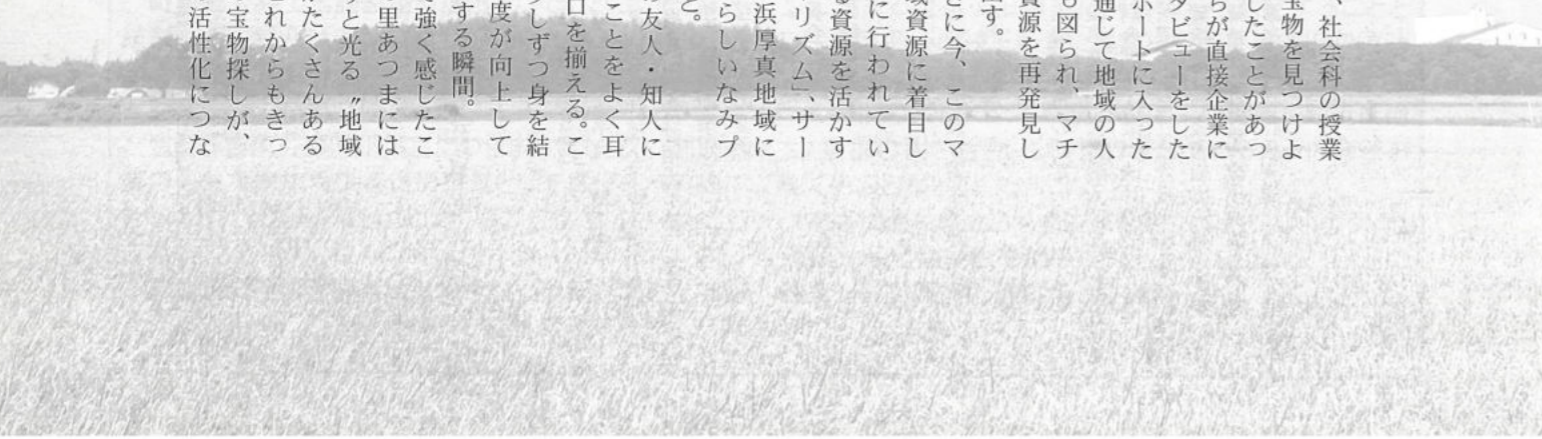 、社会科の授業
宝物を見つけよ
したことがあっ
ちが直接企業に
タビューをした
ポートに入った
通じて地域の人
も図られ、マチ
資源を再発見し
ます。
さに今、このマ
域資源に着目し
に行われてい
る資源を活かす
リズム」、サー
浜厚真地域に
らしいなみプ
と。
の友人・知人に
ことをよく耳
口を揃える。こ
少しずつ身を結
度が向上して
する瞬間。
で強く感じたこ
の里あつまには
りと光る〝地域
がたくさんある
これからもきっ
宝物探しが、
の活性化につな